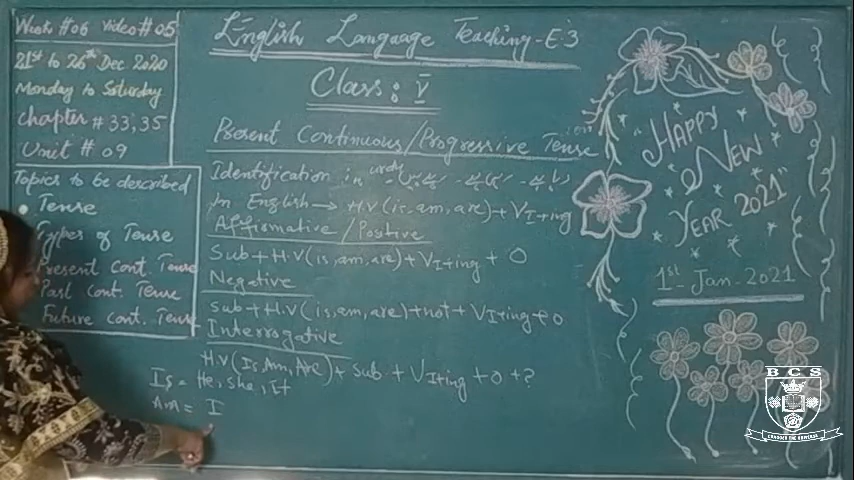 Week #06 Video #05
21st to 26th Dec 2020
Monday to Saturday
Chapter # 33,35
Unit # 09
Topics to be described
• Tense
Types of Tense
Present Cont. Tense
Past Cont. Tense
Future Cont. Tense
English Language Teaching-E.3
Class: V
Present Continuous/Progressive Tense
Identification in urdu
In English → H.V (is, am, are) + VI+ing
Affirmative / Positive
Sub + H.V (is, am, are) + VI+ing + O
Negative
Sub + H.V (is, am, are) + not + VI+ing + O
Interrogative
H.V (Is, Am, Are) + Sub + VI+ing + O + ?
Is = He, She, It
Am = I
"HAPPY
NEW
YEAR 2021"
1st - Jan - 2021
BCS